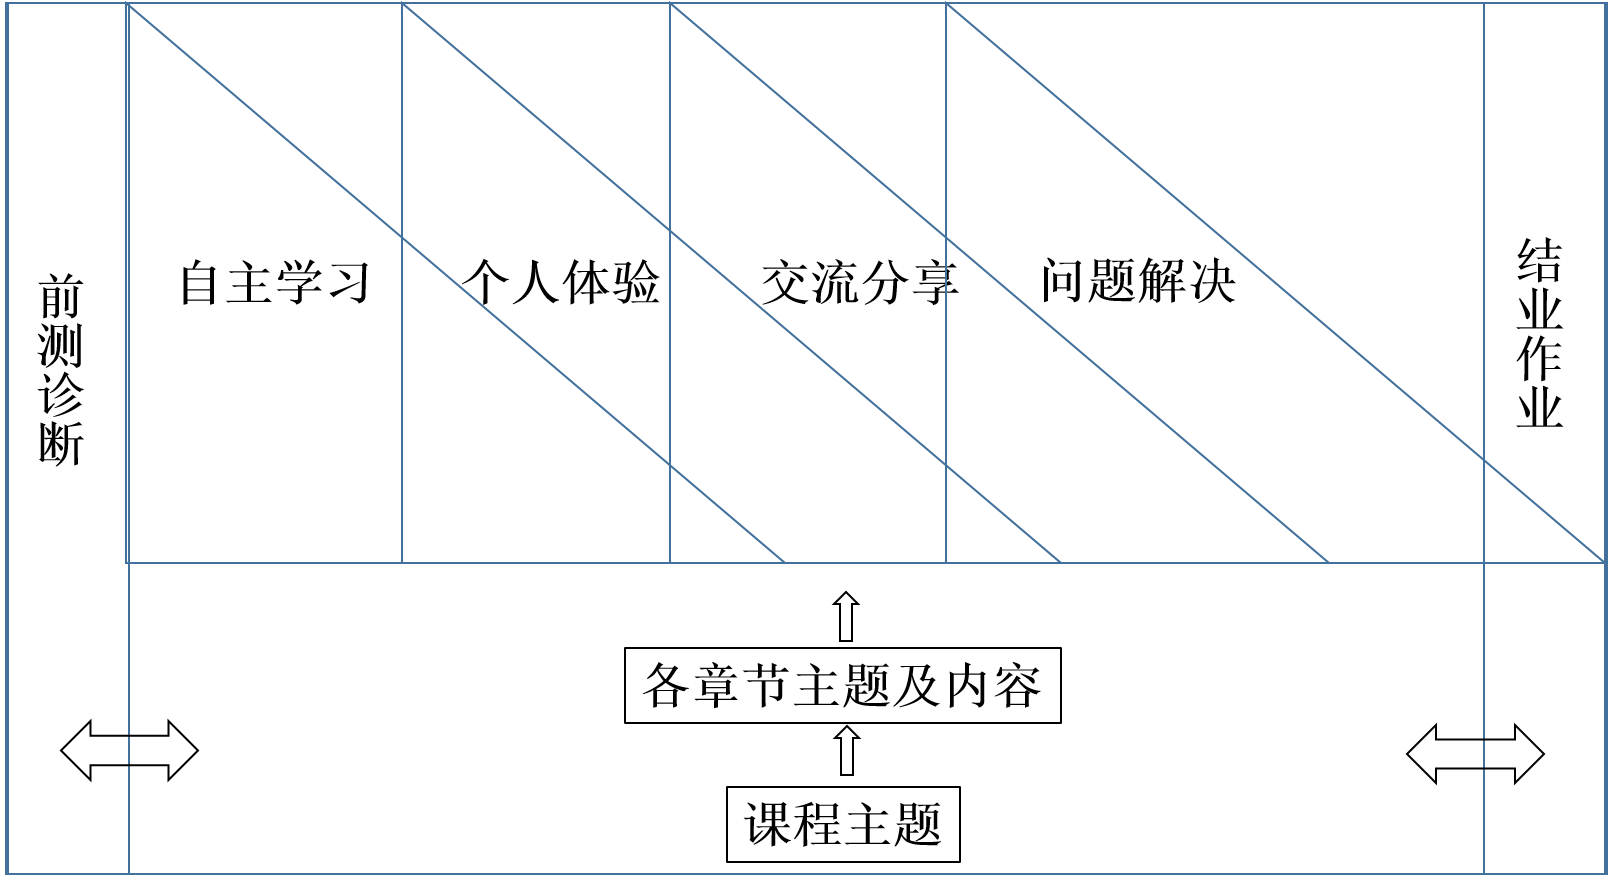 前测诊断
自主学习
个人体验
交流分享
问题解决
结业作业
各章节主题及内容
课程主题